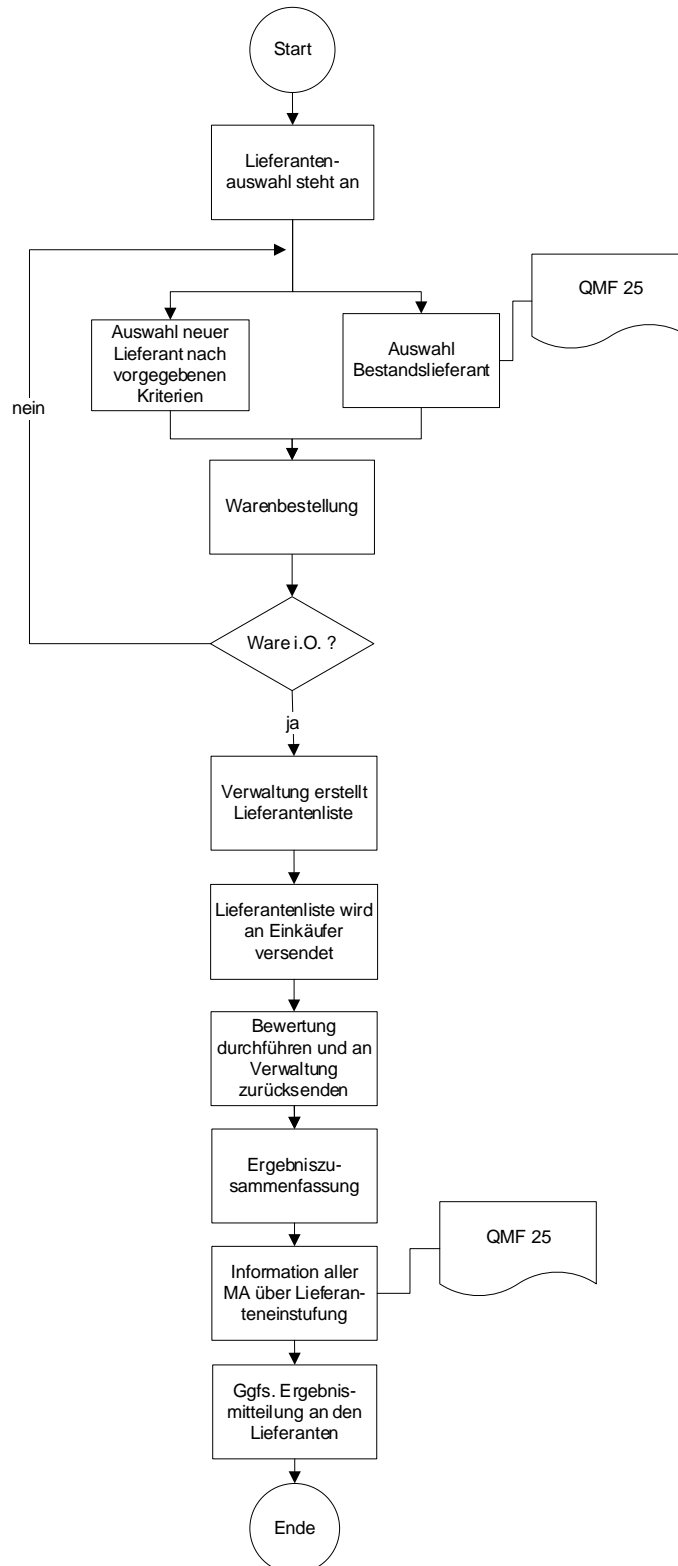 Start
Lieferanten-
auswahl steht an
QMF 25
Auswahl neuer
Lieferant nach
vorgegebenen
Kriterien
Auswahl
Bestandslieferant
nein
Warenbestellung
Ware i.O. ?
ja
Verwaltung erstellt
Lieferantenliste
Lieferantenliste wird
an Einkäufer
versendet
Bewertung
durchführen und an
Verwaltung
zurücksenden
Ergebniszu-
sammenfassung
QMF 25
Information aller
MA über Lieferan-
teneinstufung
Ggfs. Ergebnis-
mitteilung an den
Lieferanten
Ende